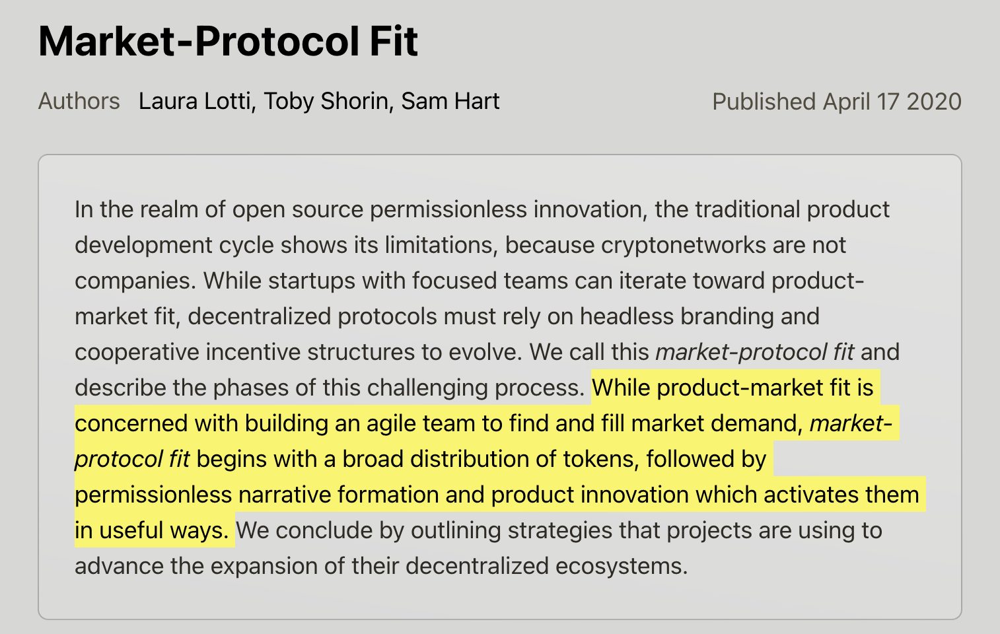 Market-Protocol Fit
Authors Laura Lotti, Toby Shorin, Sam Hart Published April 17 2020
In the realm of open source permissionless innovation, the traditional product
development cycle shows its limitations, because cryptonetworks are not
companies. While startups with focused teams can iterate toward product-
market fit, decentralized protocols must rely on headless branding and
cooperative incentive structures to evolve. We call this market-protocol fit and
describe the phases of this challenging process. While product-market fit is
concerned with building an agile team to find and fill market demand, market-
protocol fit begins with a broad distribution of tokens, followed by
permissionless narrative formation and product innovation which activates them
in useful ways. We conclude by outlining strategies that projects are using to
advance the expansion of their decentralized ecosystems.